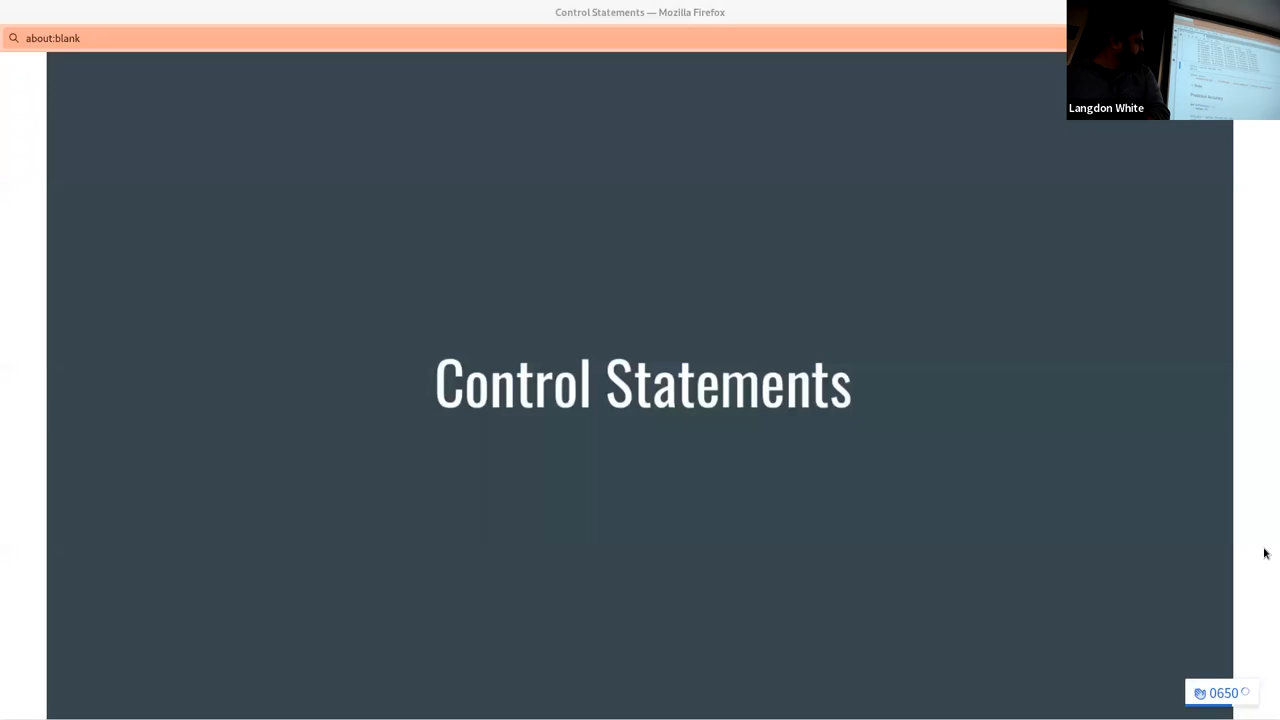 Control Statements — Mozilla Firefox
about:blank
Langdon White
Control Statements
0650